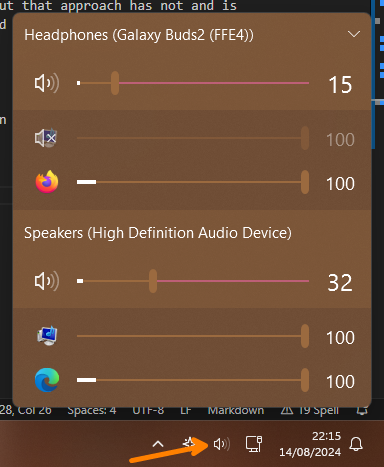 ut that approach has not and is
d
Headphones (Galaxy Buds2 (FFE4))
15
100
n
100
Speakers (High Definition Audio Device)
32
100
100
28, Col 26 Spaces: 4 UTF-8 LF Markdown 19 Spell
22:15
14/08/2024